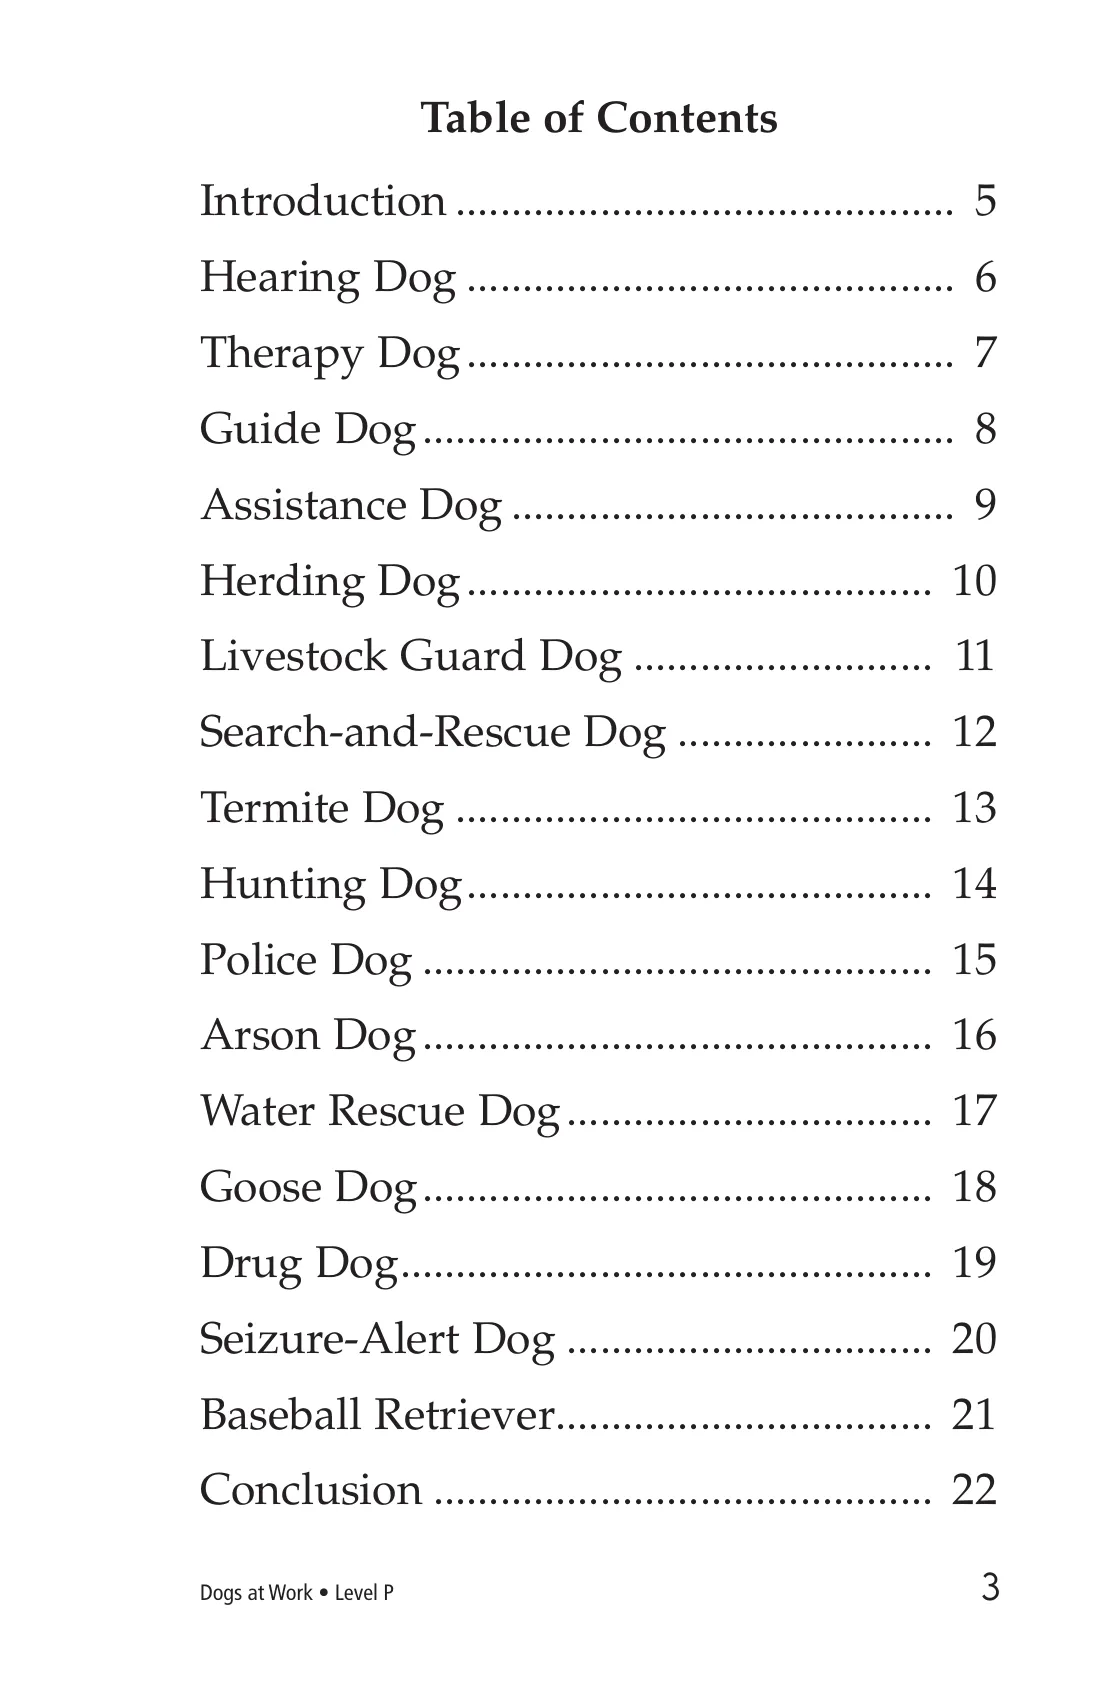 Table of Contents
Introduction ............................................. 5
Hearing Dog ............................................ 6
Therapy Dog ............................................ 7
Guide Dog ................................................ 8
Assistance Dog ........................................ 9
Herding Dog .......................................... 10
Livestock Guard Dog ........................... 11
Search-and-Rescue Dog ....................... 12
Termite Dog ........................................... 13
Hunting Dog .......................................... 14
Police Dog .............................................. 15
Arson Dog .............................................. 16
Water Rescue Dog ................................. 17
Goose Dog .............................................. 18
Drug Dog ................................................ 19
Seizure-Alert Dog ................................. 20
Baseball Retriever .................................. 21
Conclusion ............................................. 22
Dogs at Work • Level P 3